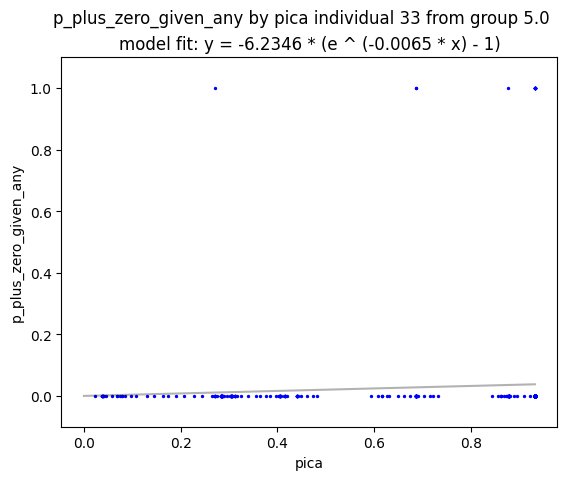 p_plus_zero_given_any by pica individual 33 from group 5.0
model fit: y = -6.2346 * (e ^ (-0.0065 * x) - 1)
1.0
0.8
0.6
0.4
0.2
0.0
p_plus_zero_given_any
0.0 0.2 0.4 0.6 0.8
pica